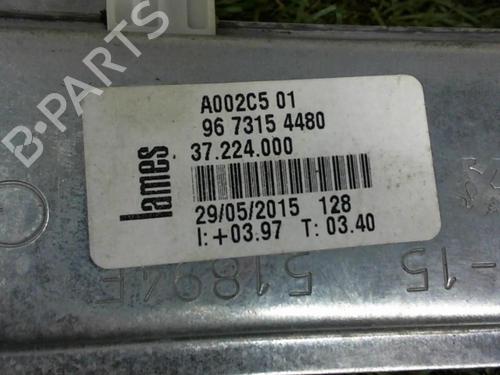 A002C5 01
96 7315 4480
37.224.000
lames
29/05/2015 128
I:+03.97 T: 03.40
-15
51894E